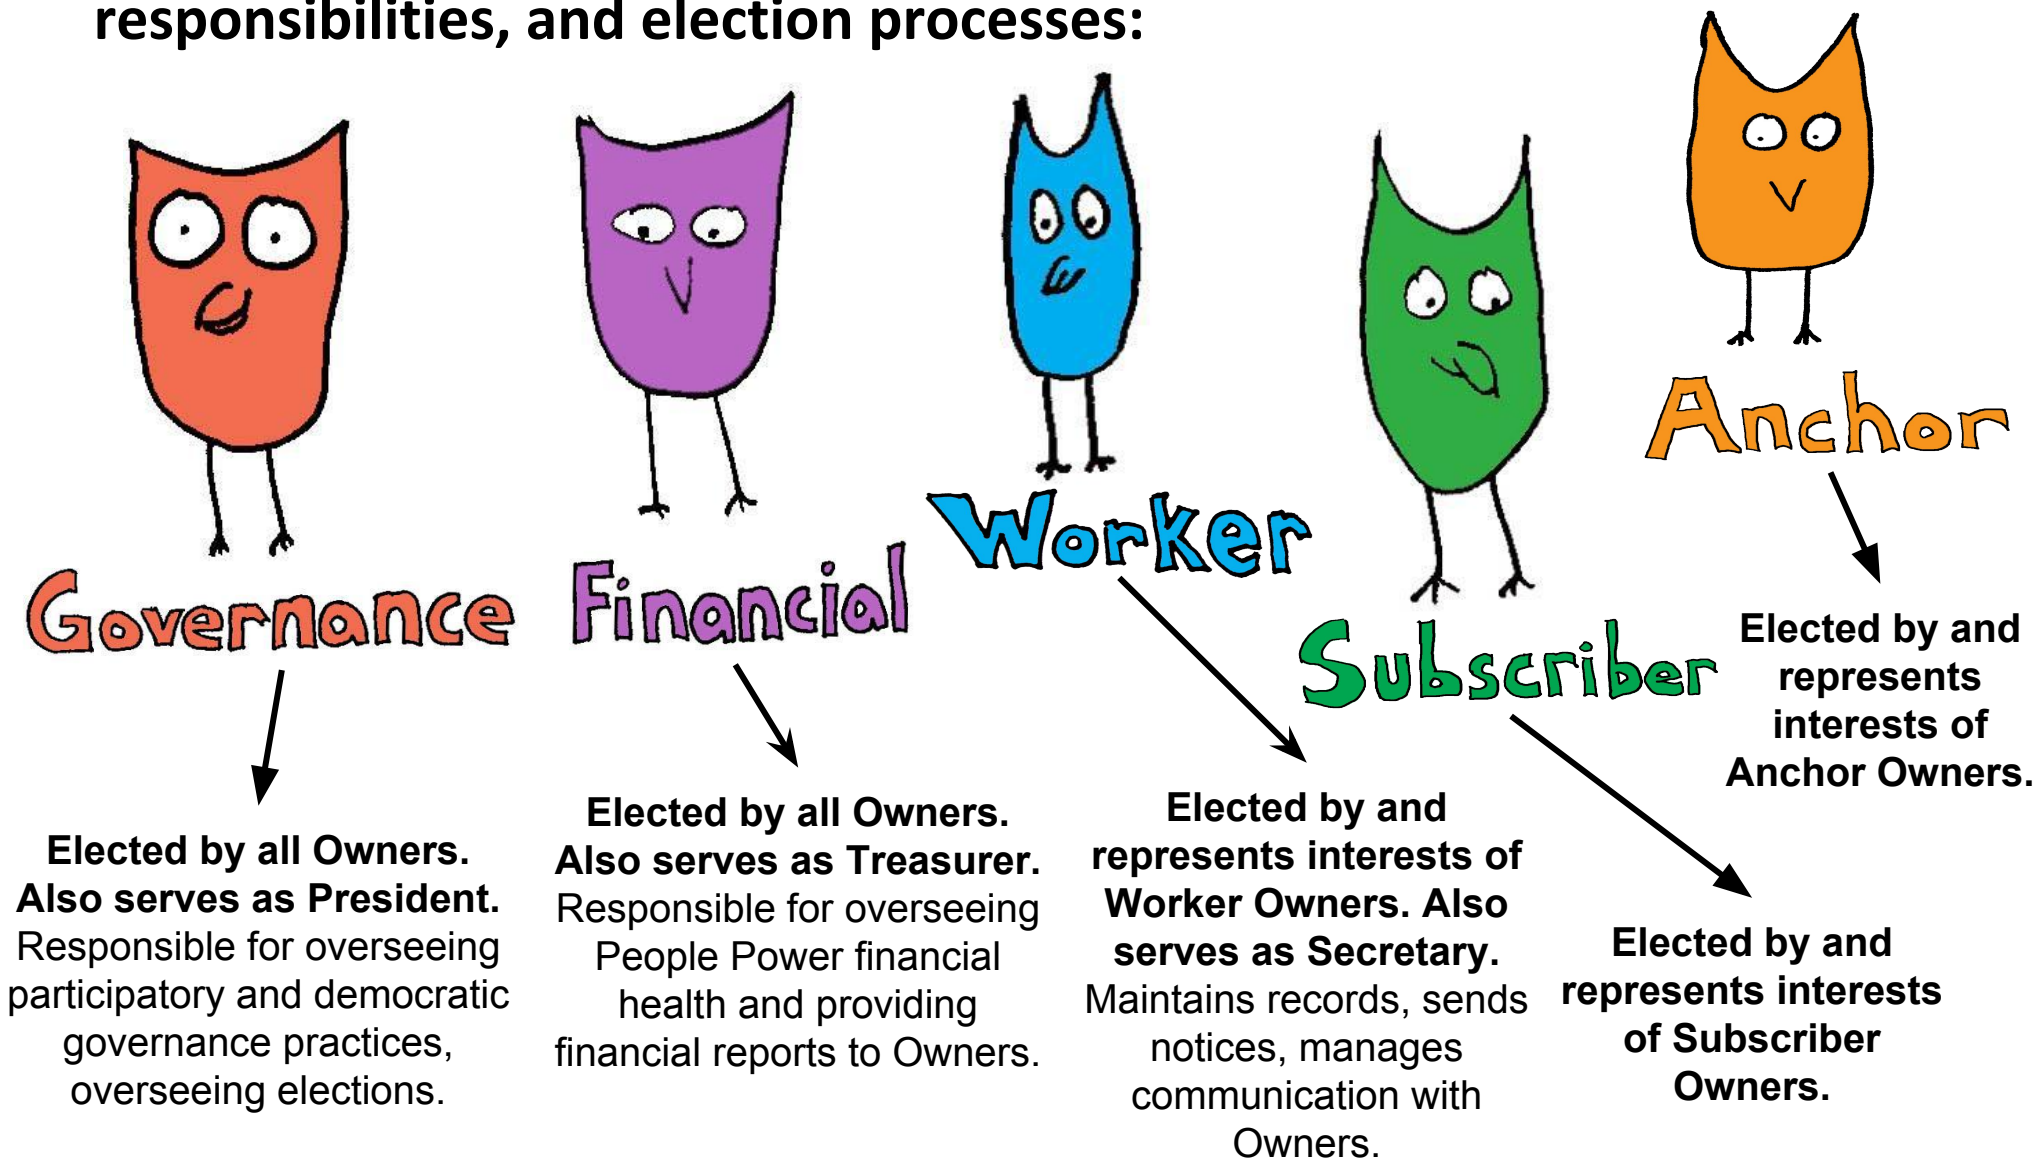 responsibilities, and election processes:
Governance
Elected by all Owners.
Also serves as President.
Responsible for overseeing
participatory and democratic
governance practices,
overseeing elections.
Financial
Elected by all Owners.
Also serves as Treasurer.
Responsible for overseeing
People Power financial
health and providing
financial reports to Owners.
Worker
Elected by and
represents interests of
Worker Owners. Also
serves as Secretary.
Maintains records, sends
notices, manages
communication with
Owners.
Subscriber
Elected by and
represents interests
of Subscriber
Owners.
Anchor
Elected by and
represents
interests of
Anchor Owners.